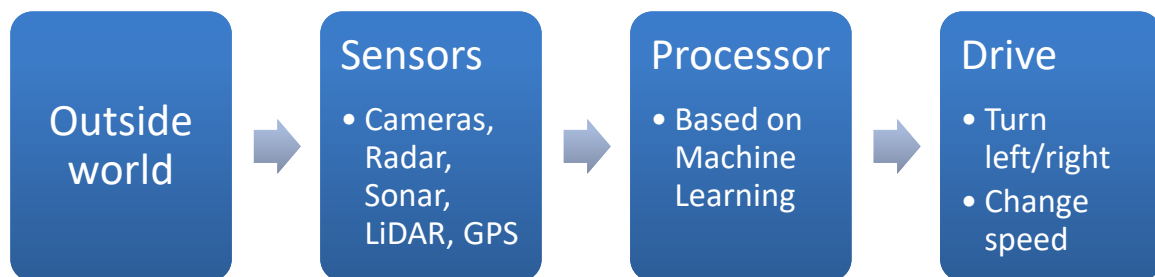 Outside
world
Sensors
• Cameras,
Radar,
Sonar,
LiDAR, GPS
Processor
• Based on
Machine
Learning
Drive
• Turn
left/right
• Change
speed